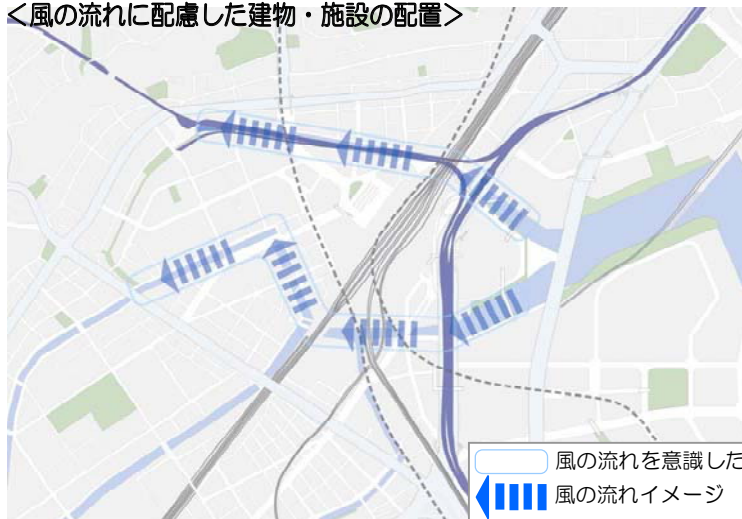 ＜風の流れに配慮した建物・施設の配置＞
風の流れを意識した
風の流れイメージ